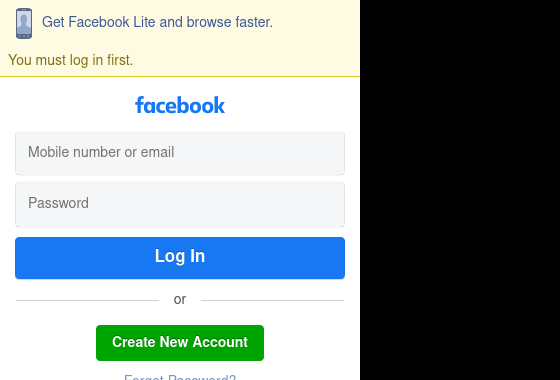 Get Facebook Lite and browse faster.
You must log in first.
facebook
Mobile number or email
Password
Log In
or
Create New Account
Forgot Password?